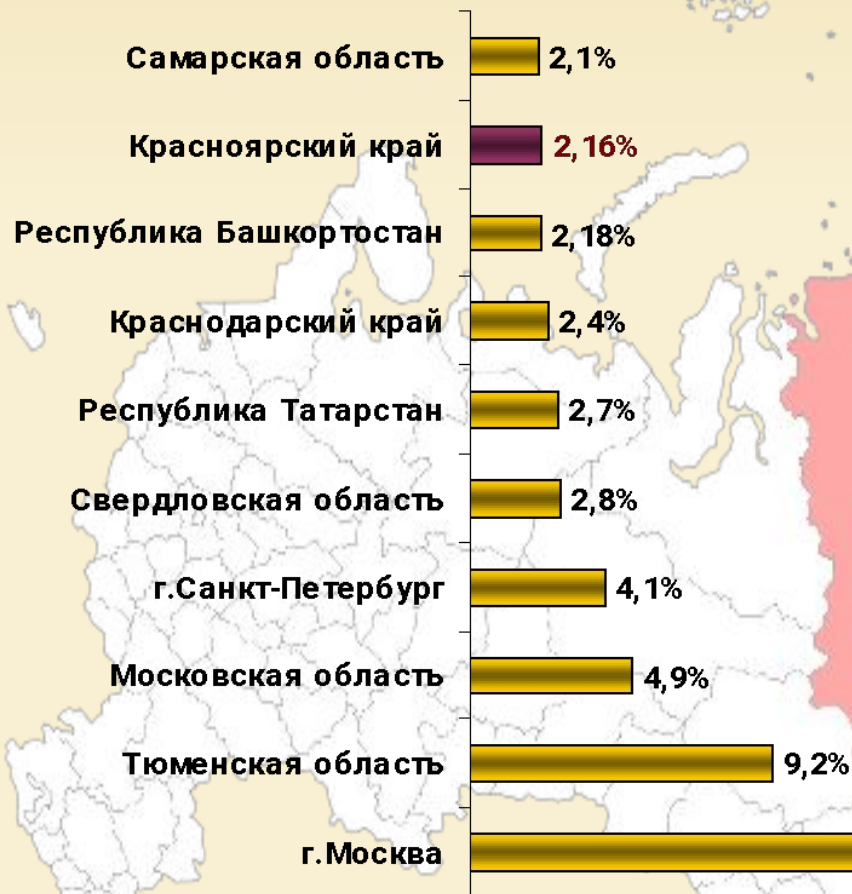 Самарская область 2,1%
Красноярский край 2,16%
Республика Башкортостан 2,18%
Краснодарский край 2,4%
Республика Татарстан 2,7%
Свердловская область 2,8%
г.Санкт-Петербург 4,1%
Московская область 4,9%
Тюменская область 9,2%
г.Москва